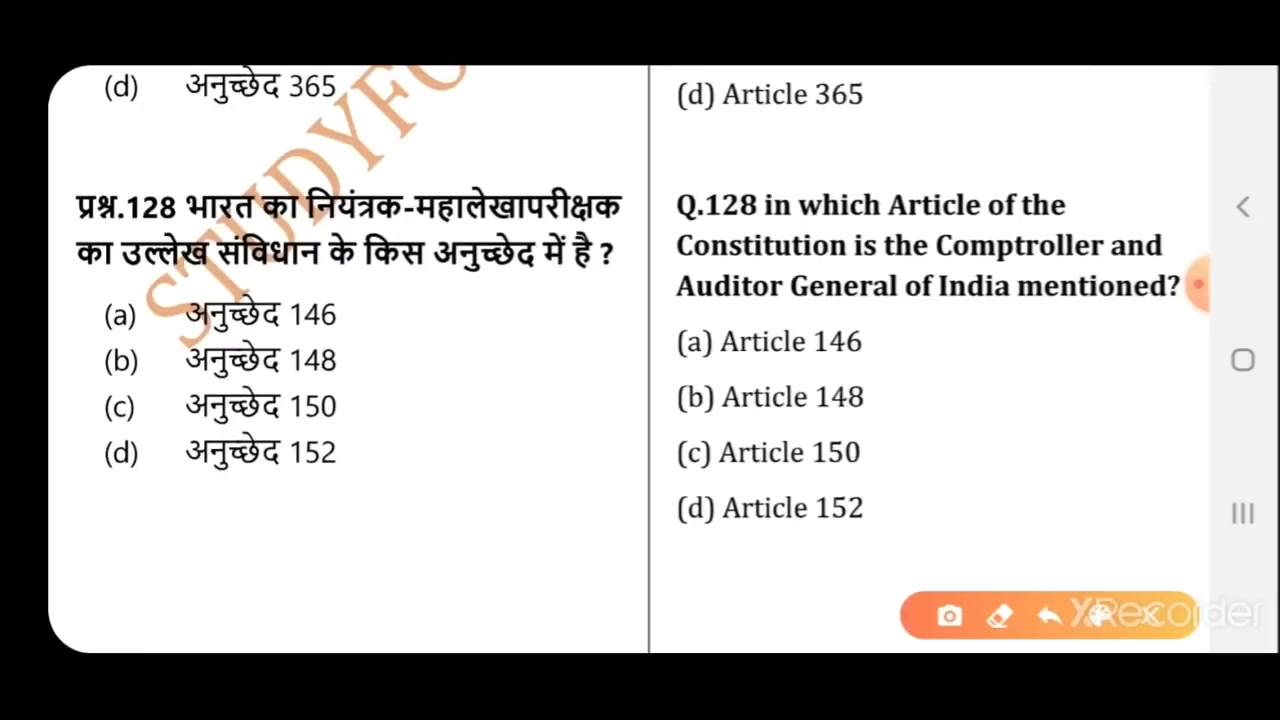 (d) अनुच्छेद 365
प्रश्न.128 भारत का नियंत्रक-महालेखापरीक्षक
का उल्लेख संविधान के किस अनुच्छेद में है ?
(a) अनुच्छेद 146
(b) अनुच्छेद 148
(c) अनुच्छेद 150
(d) अनुच्छेद 152
STUDYFO
(d) Article 365
Q.128 in which Article of the
Constitution is the Comptroller and
Auditor General of India mentioned?
(a) Article 146
(b) Article 148
(c) Article 150
(d) Article 152
XRecorder